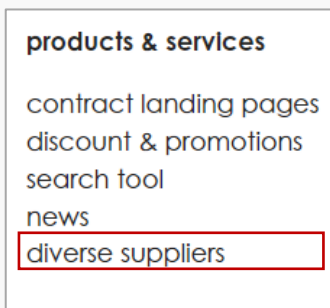 products & services
contract landing pages
discount & promotions
search tool
news
diverse suppliers